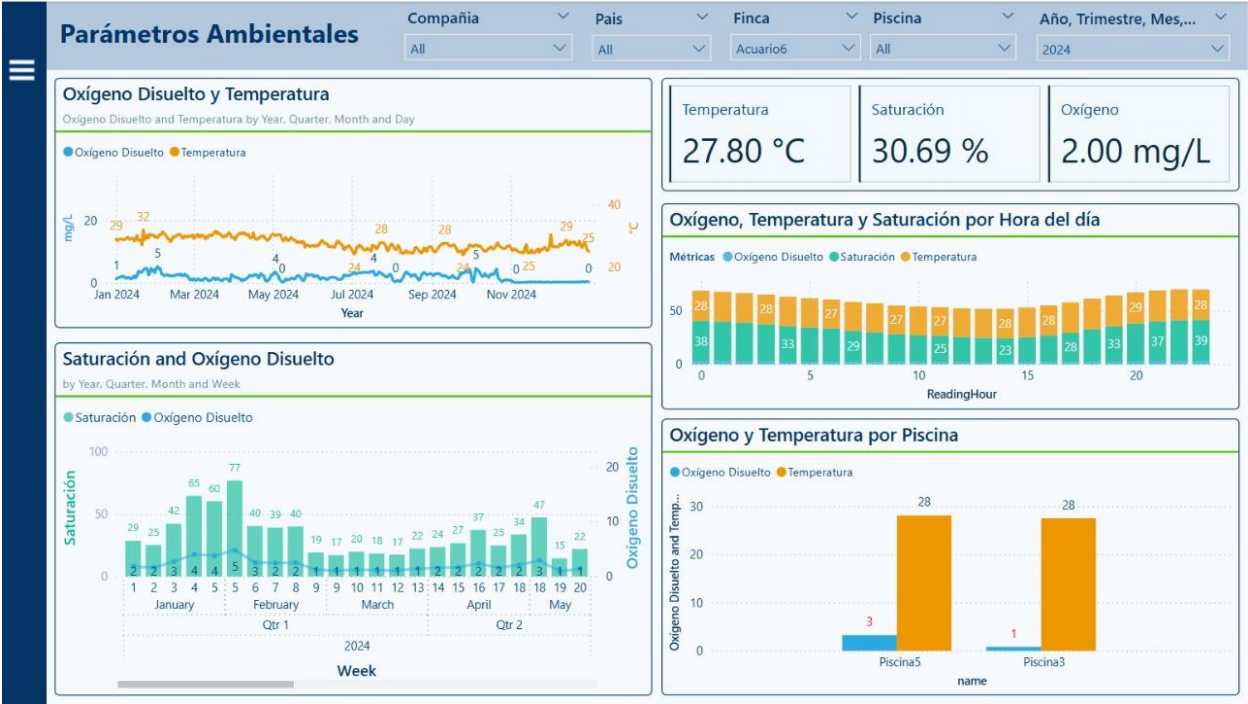 Parámetros Ambientales
Compañia
All
Pais
All
Finca
Acuario6
Piscina
All
Año, Trimestre, Mes,...
2024
Oxígeno Disuelto y Temperatura
Oxígeno Disuelto and Temperatura by Year, Quarter, Month and Day
Oxígeno Disuelto Temperatura
40
20 29 32 28 28 29 25
mg/L
°C
1 5 4 0 24 4 0 24 5 0 25 0 20
0
Jan 2024 Mar 2024 May 2024 Jul 2024 Sep 2024 Nov 2024
Year
Temperatura
27.80 °C
Saturación
30.69 %
Oxígeno
2.00 mg/L
Oxígeno, Temperatura y Saturación por Hora del día
Métricas Oxígeno Disuelto Saturación Temperatura
50
28 28 27 27 27 28 28 29 28
38 33 29 25 23 28 33 37 39
0
0 5 10 15 20
ReadingHour
Saturación and Oxígeno Disuelto
by Year, Quarter, Month and Week
Saturación Oxígeno Disuelto
Saturación
100
50
0
Oxígeno Disuelto
20
10
0
29 25 42 65 60 77 40 39 40 19 17 20 18 17 22 24 27 37 25 34 47 15 22
2 2 3 4 4 5 3 2 2 1 1 1 1 1 1 2 2 2 2 2 3 1 1
1 2 3 4 5 5 6 7 8 9 9 10 11 12 13 14 15 16 17 18 18 19 20
January February March April May
Qtr 1 Qtr 2
2024
Week
Oxígeno y Temperatura por Piscina
Oxígeno Disuelto Temperatura
Oxígeno Disuelto and Temp...
30
20
10
0
3 28 1 28
Piscina5 Piscina3
name